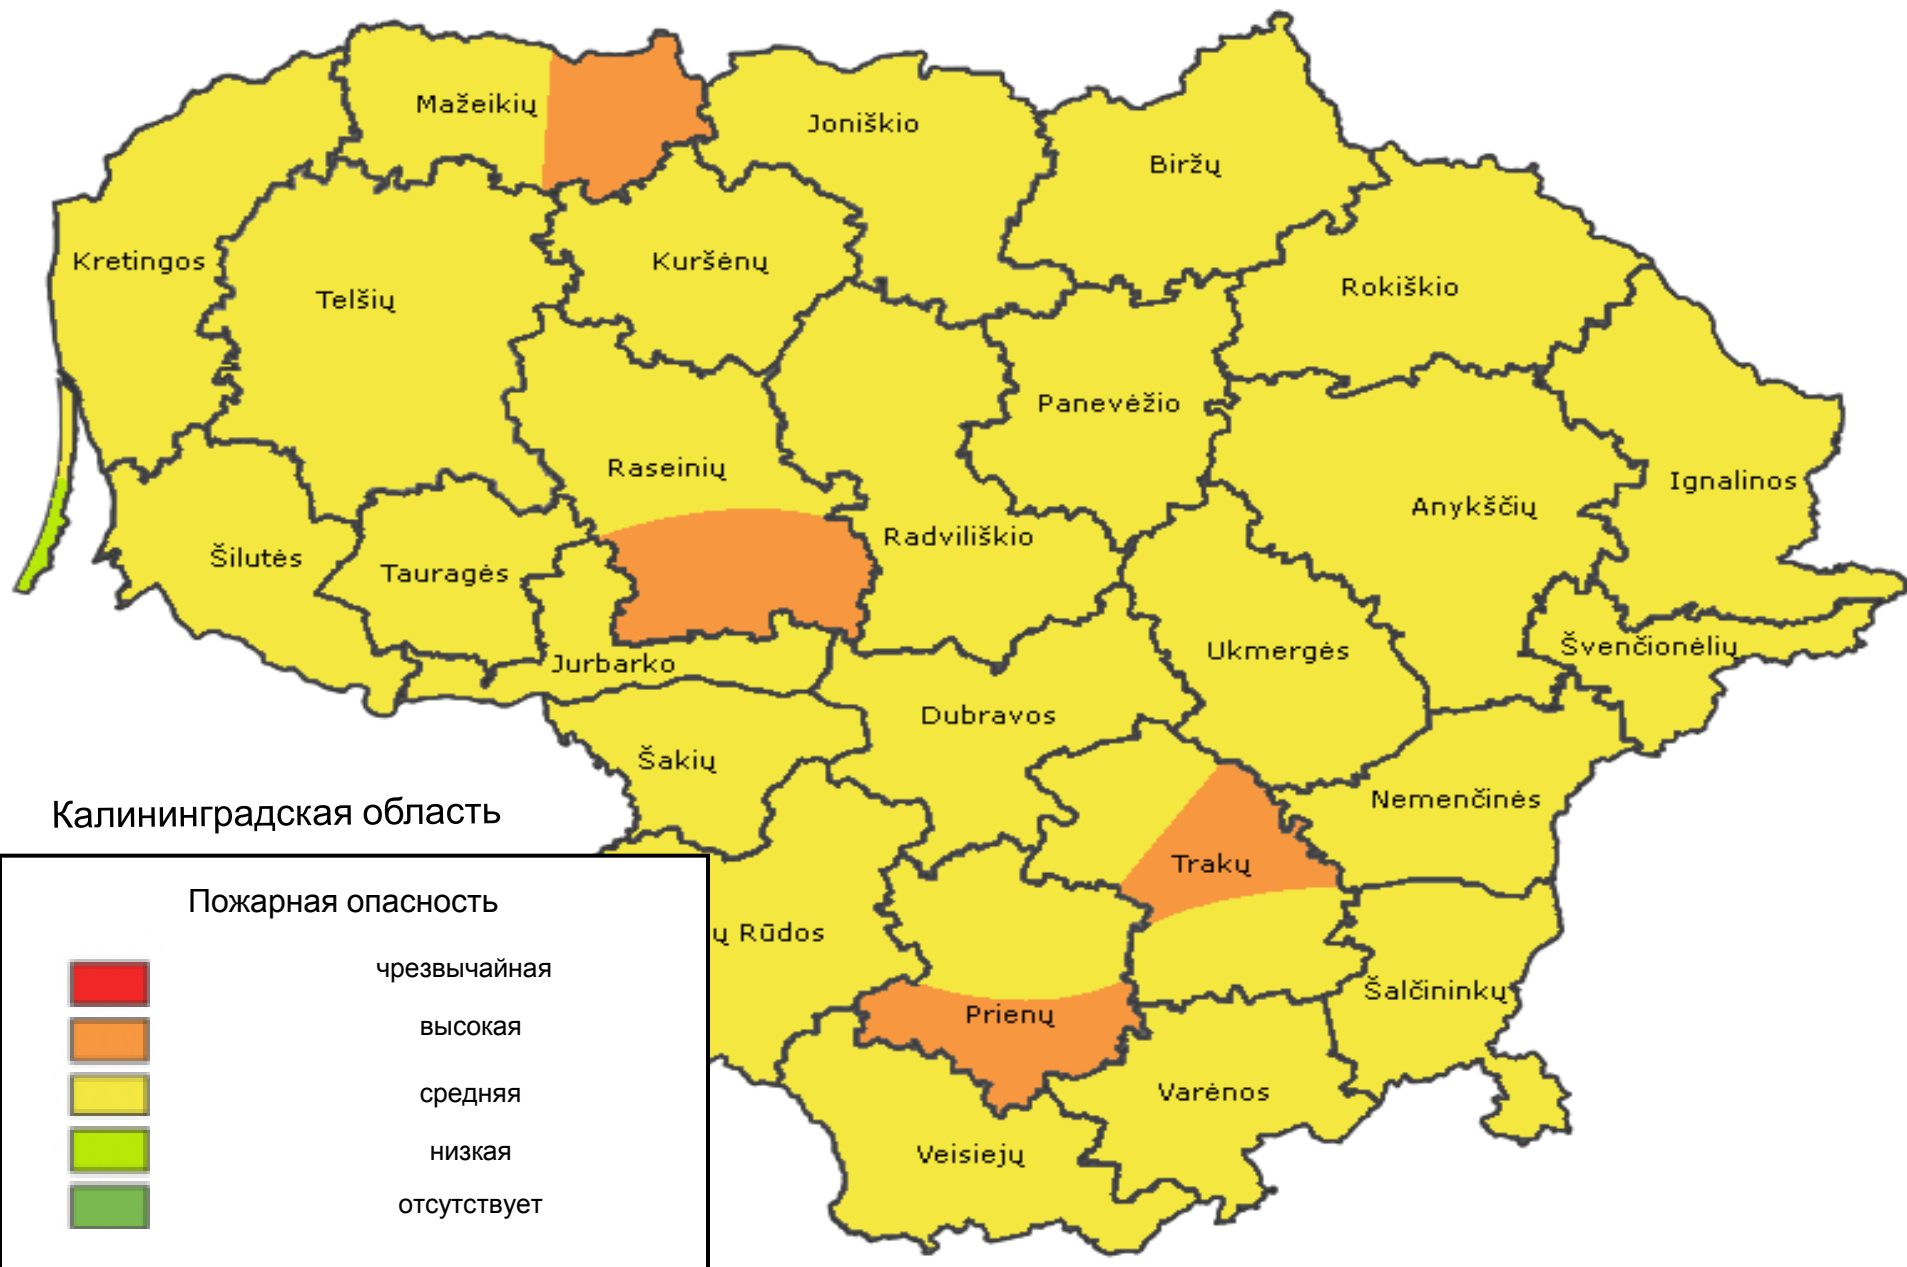 Mažeikių
Joniškio
Biržų
Kretingos
Telšių
Kuršėnų
Rokiškio
Panevėžio
Raseinių
Ignalinos
Anykščių
Radviliškio
Šilutės
Tauragės
Jurbarko
Ukmergės
Švenčionėlių
Dubravos
Šakių
Nemenčinės
Trakų
ų Rūdos
Šalčininkų
Prienų
Varėnos
Veisiejų
Калининградская область
Пожарная опасность
чрезвычайная
высокая
средняя
низкая
отсутствует